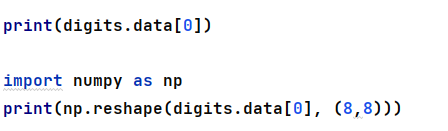 print(digits.data[0])
import numpy as np
print(np.reshape(digits.data[0], (8,8)))